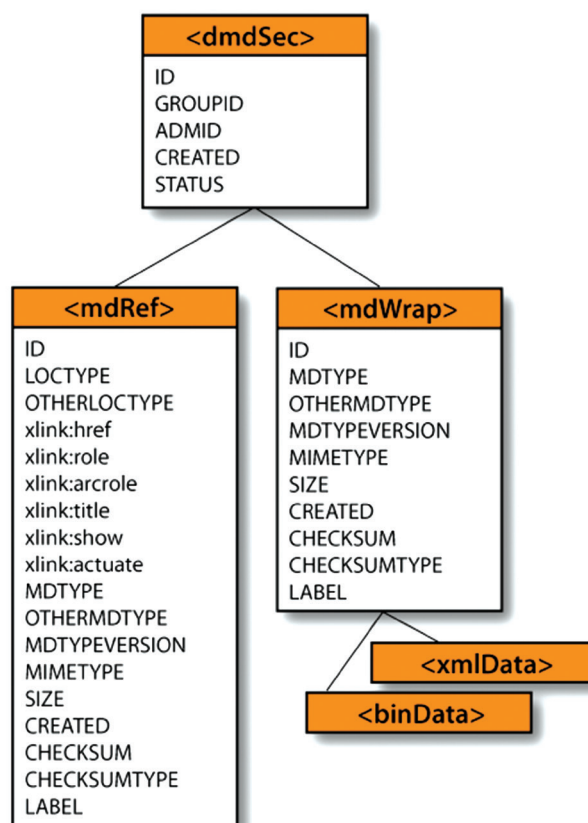 <dmdSec>
ID
GROUPID
ADMID
CREATED
STATUS
<mdRef>
ID
LOCTYPE
OTHERLOCTYPE
xlink:href
xlink:role
xlink:arcrole
xlink:title
xlink:show
xlink:actuate
MDTYPE
OTHERMDTYPE
MDTYPEVERSION
MIMETYPE
SIZE
CREATED
CHECKSUM
CHECKSUMTYPE
LABEL
<mdWrap>
ID
MDTYPE
OTHERMDTYPE
MDTYPEVERSION
MIMETYPE
SIZE
CREATED
CHECKSUM
CHECKSUMTYPE
LABEL
<xmlData>
<binData>